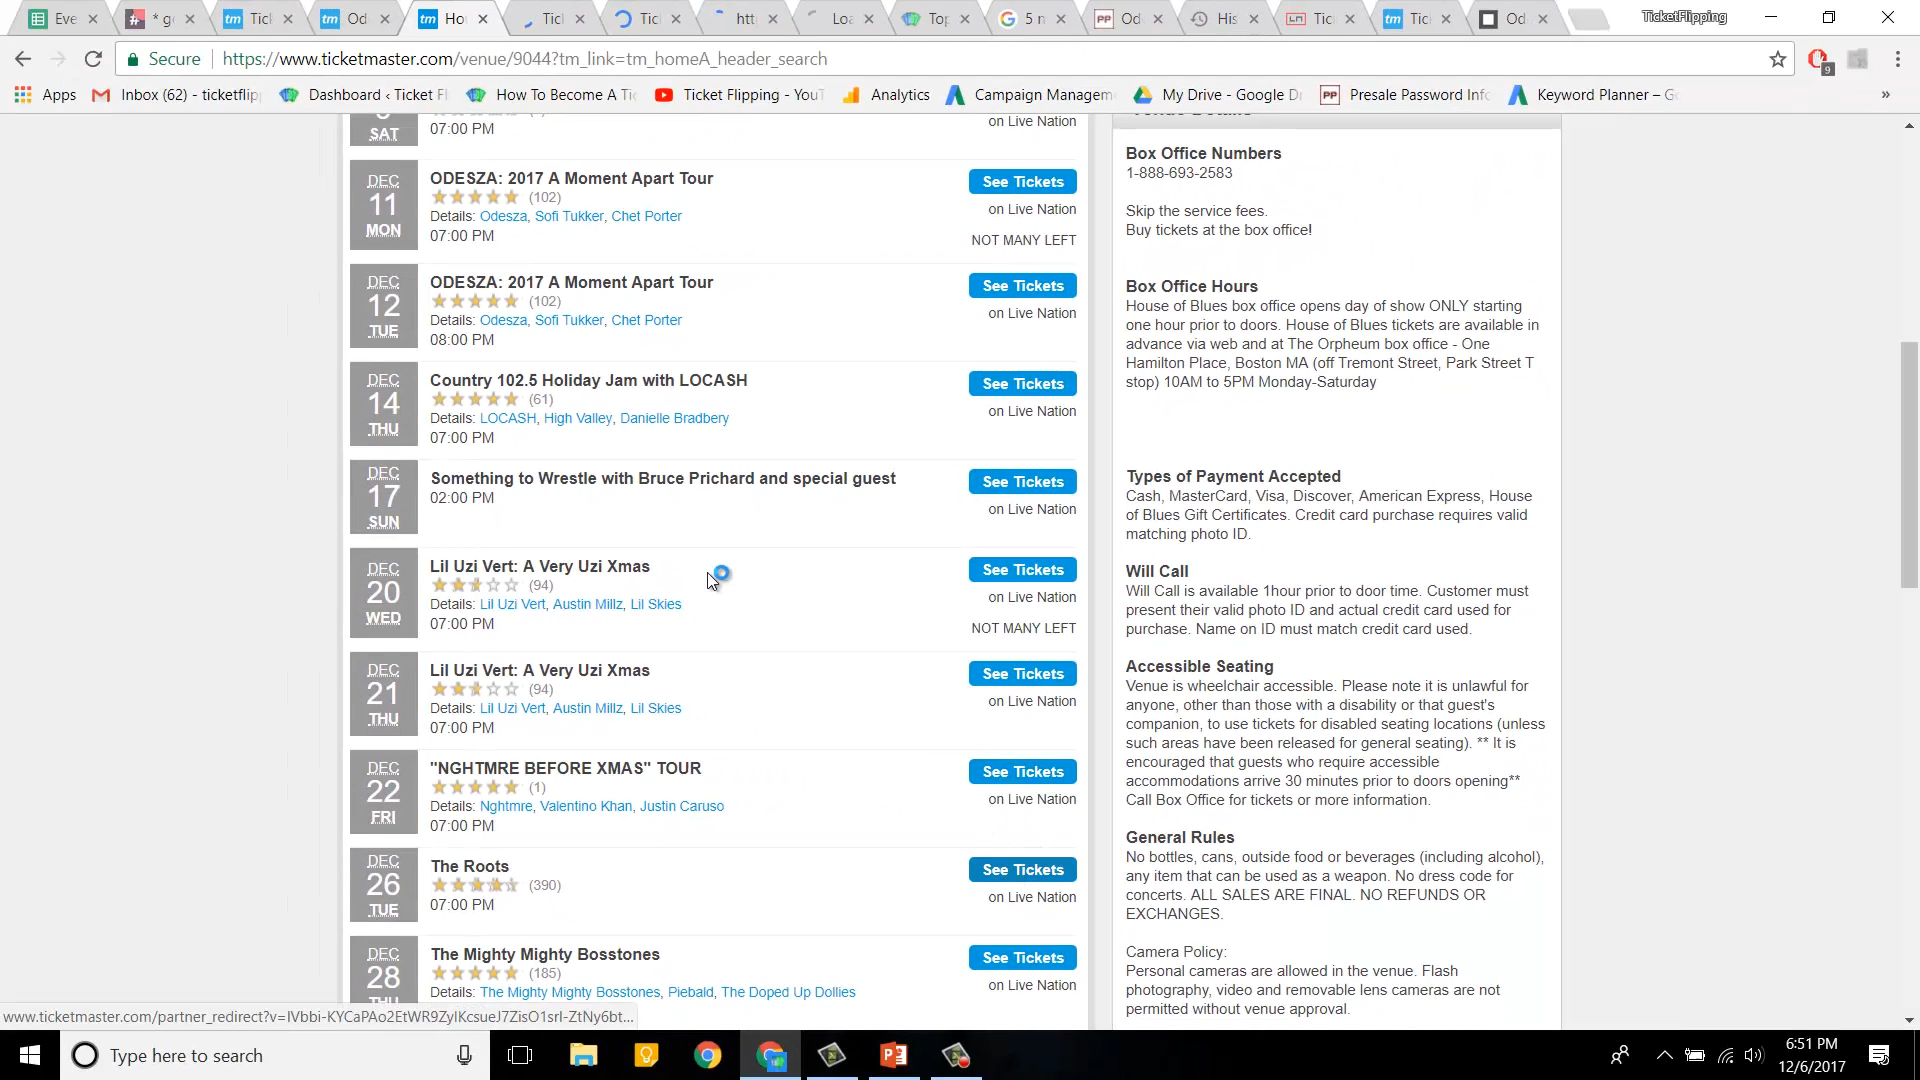 Eve
* g
Tick
Od
Ho
Tick
Tick
http
Loa
Top
5 n
Od
His
Tic
Tic
Od
TicketFlipping
Secure
https://www.ticketmaster.com/venue/9044?tm_link=tm_homeA_header_search
9
Apps
Inbox (62) - ticketflip
Dashboard ‹ Ticket F
How To Become A Ti
Ticket Flipping - YouT
Analytics
Campaign Managem
My Drive - Google D
Presale Password Info
Keyword Planner – G
»
SAT
07:00 PM
on Live Nation
DEC
11
MON
ODESZA: 2017 A Moment Apart Tour
(102)
Details: Odesza, Sofi Tukker, Chet Porter
07:00 PM
See Tickets
on Live Nation
NOT MANY LEFT
DEC
12
TUE
ODESZA: 2017 A Moment Apart Tour
(102)
Details: Odesza, Sofi Tukker, Chet Porter
08:00 PM
See Tickets
on Live Nation
DEC
14
THU
Country 102.5 Holiday Jam with LOCASH
(61)
Details: LOCASH, High Valley, Danielle Bradbery
07:00 PM
See Tickets
on Live Nation
DEC
17
SUN
Something to Wrestle with Bruce Prichard and special guest
02:00 PM
See Tickets
on Live Nation
DEC
20
WED
Lil Uzi Vert: A Very Uzi Xmas
(94)
Details: Lil Uzi Vert, Austin Millz, Lil Skies
07:00 PM
See Tickets
on Live Nation
NOT MANY LEFT
DEC
21
THU
Lil Uzi Vert: A Very Uzi Xmas
(94)
Details: Lil Uzi Vert, Austin Millz, Lil Skies
07:00 PM
See Tickets
on Live Nation
DEC
22
FRI
"NGHTMRE BEFORE XMAS" TOUR
(1)
Details: Nghtmre, Valentino Khan, Justin Caruso
07:00 PM
See Tickets
on Live Nation
DEC
26
TUE
The Roots
(390)
07:00 PM
See Tickets
on Live Nation
DEC
28
THU
The Mighty Mighty Bosstones
(185)
Details: The Mighty Mighty Bosstones, Piebald, The Doped Up Dollies
See Tickets
on Live Nation
Box Office Numbers
1-888-693-2583
Skip the service fees.
Buy tickets at the box office!
Box Office Hours
House of Blues box office opens day of show ONLY starting
one hour prior to doors. House of Blues tickets are available in
advance via web and at The Orpheum box office - One
Hamilton Place, Boston MA (off Tremont Street, Park Street T
stop) 10AM to 5PM Monday-Saturday
Types of Payment Accepted
Cash, MasterCard, Visa, Discover, American Express, House
of Blues Gift Certificates. Credit card purchase requires valid
matching photo ID.
Will Call
Will Call is available 1hour prior to door time. Customer must
present their valid photo ID and actual credit card used for
purchase. Name on ID must match credit card used.
Accessible Seating
Venue is wheelchair accessible. Please note it is unlawful for
anyone, other than those with a disability or that guest's
companion, to use tickets for disabled seating locations (unless
such areas have been released for general seating). ** It is
encouraged that guests who require accessible
accommodations arrive 30 minutes prior to doors opening**
Call Box Office for tickets or more information.
General Rules
No bottles, cans, outside food or beverages (including alcohol),
any item that can be used as a weapon. No dress code for
concerts. ALL SALES ARE FINAL. NO REFUNDS OR
EXCHANGES.
Camera Policy:
Personal cameras are allowed in the venue. Flash
photography, video and removable lens cameras are not
permitted without venue approval.
Type here to search
6:51 PM
12/6/2017